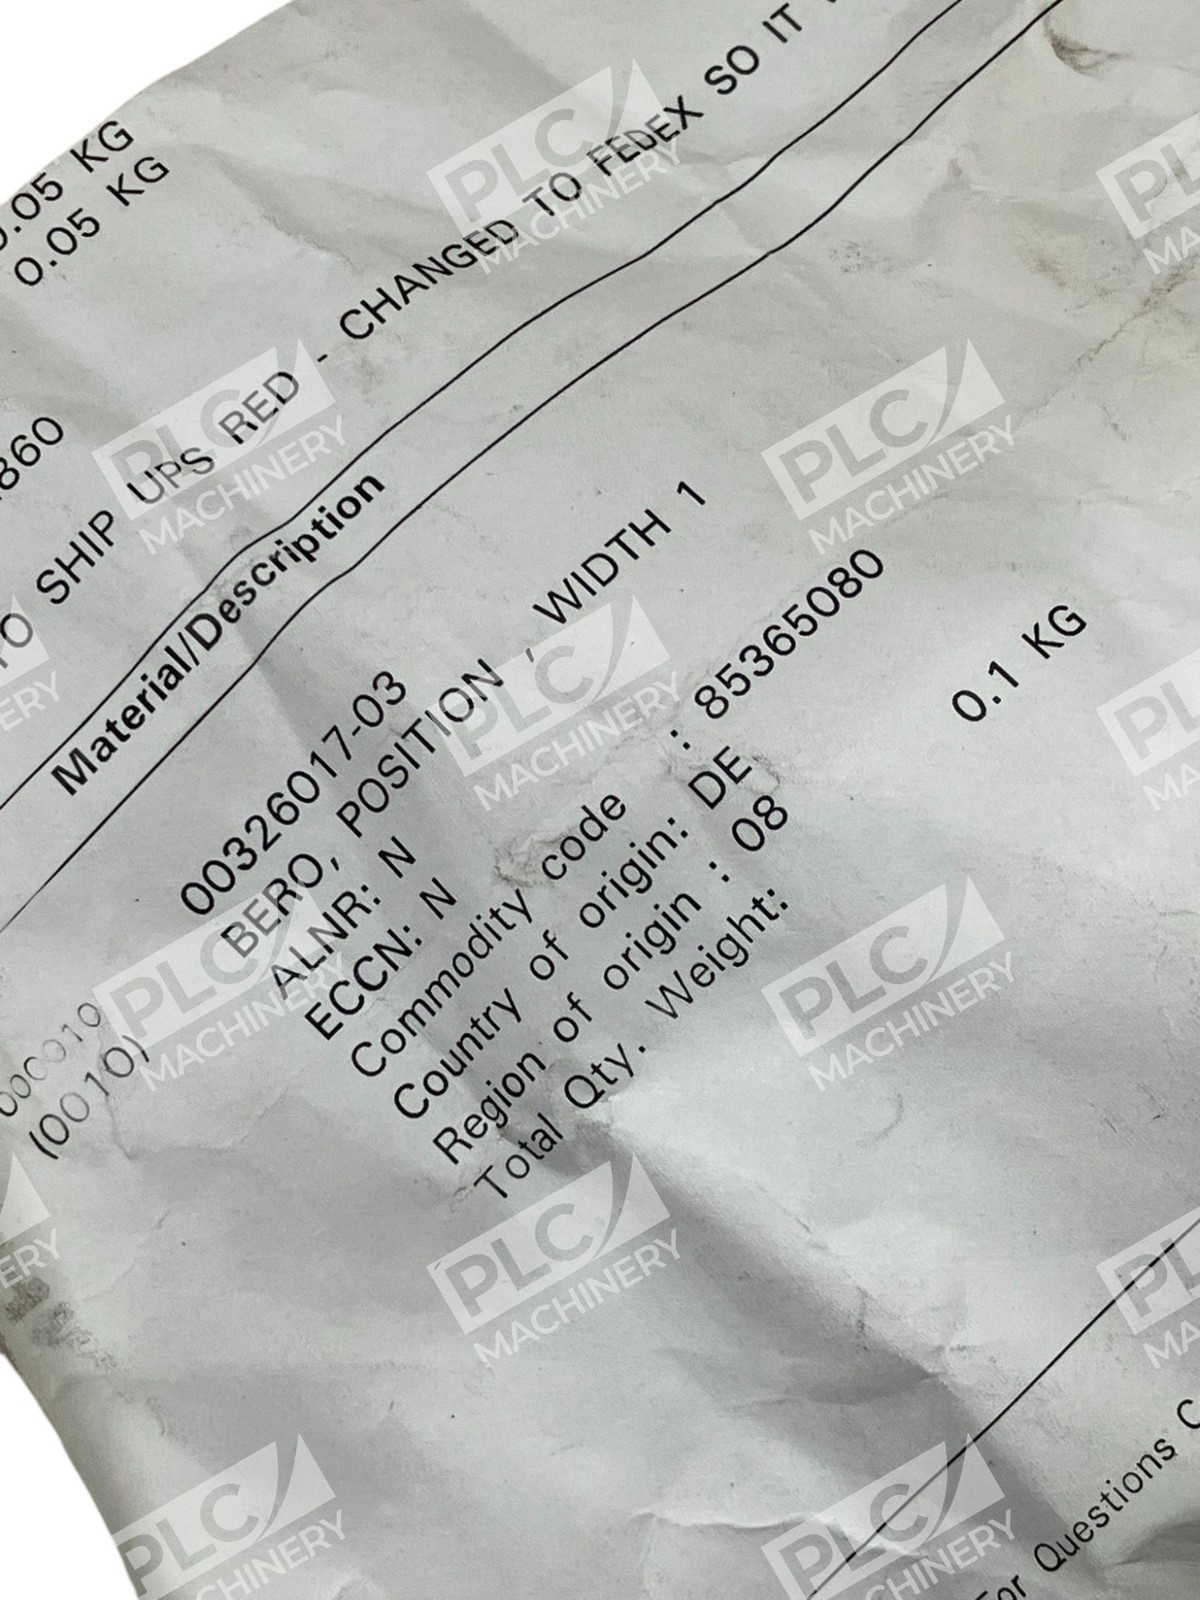 0.05 KG
0.05 KG
860
TO SHIP UPS RED - CHANGED TO FEDEX SO IT
Material/Description
000010
(0010)
00326017-03
BERO, POSITION , WIDTH 1
ALNR: N
ECCN: N
Commodity code : 85365080
Country of origin: DE
Region of origin : 08
Total Qty. Weight: 0.1 KG
For Questions C
PLC MACHINERY